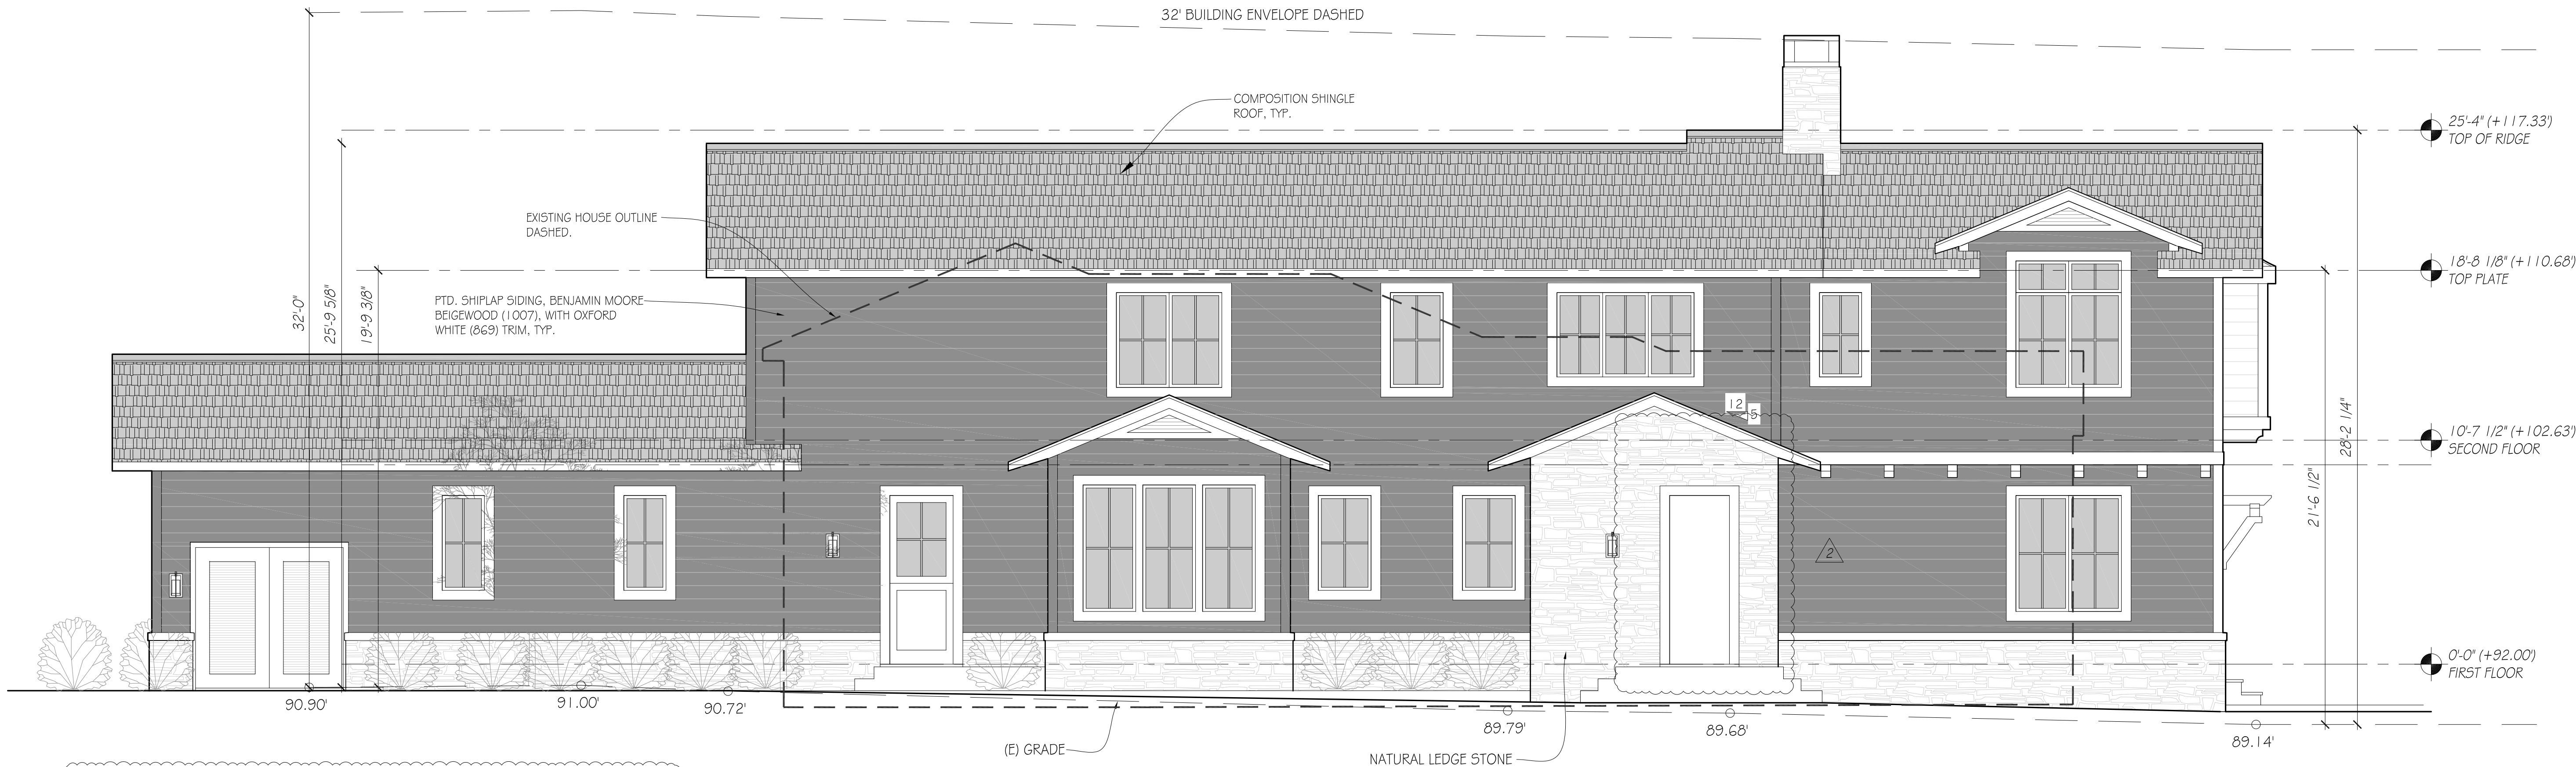 32' BUILDING ENVELOPE DASHED
COMPOSITION SHINGLE
ROOF, TYP.
25'-4" (+117.33')
TOP OF RIDGE
EXISTING HOUSE OUTLINE
DASHED.
18'-8 1/8" (+110.68')
TOP PLATE
32'-0"
25'-9 5/8"
19'-9 3/8"
PTD. SHIPLAP SIDING, BENJAMIN MOORE
BEIGEWOOD (1007), WITH OXFORD
WHITE (869) TRIM, TYP.
12
5
10'-7 1/2" (+102.63')
SECOND FLOOR
28'-2 1/4"
21'-6 1/2"
2
0'-0" (+92.00')
FIRST FLOOR
90.90'
91.00'
90.72'
89.79'
89.68'
89.14'
(E) GRADE
NATURAL LEDGE STONE